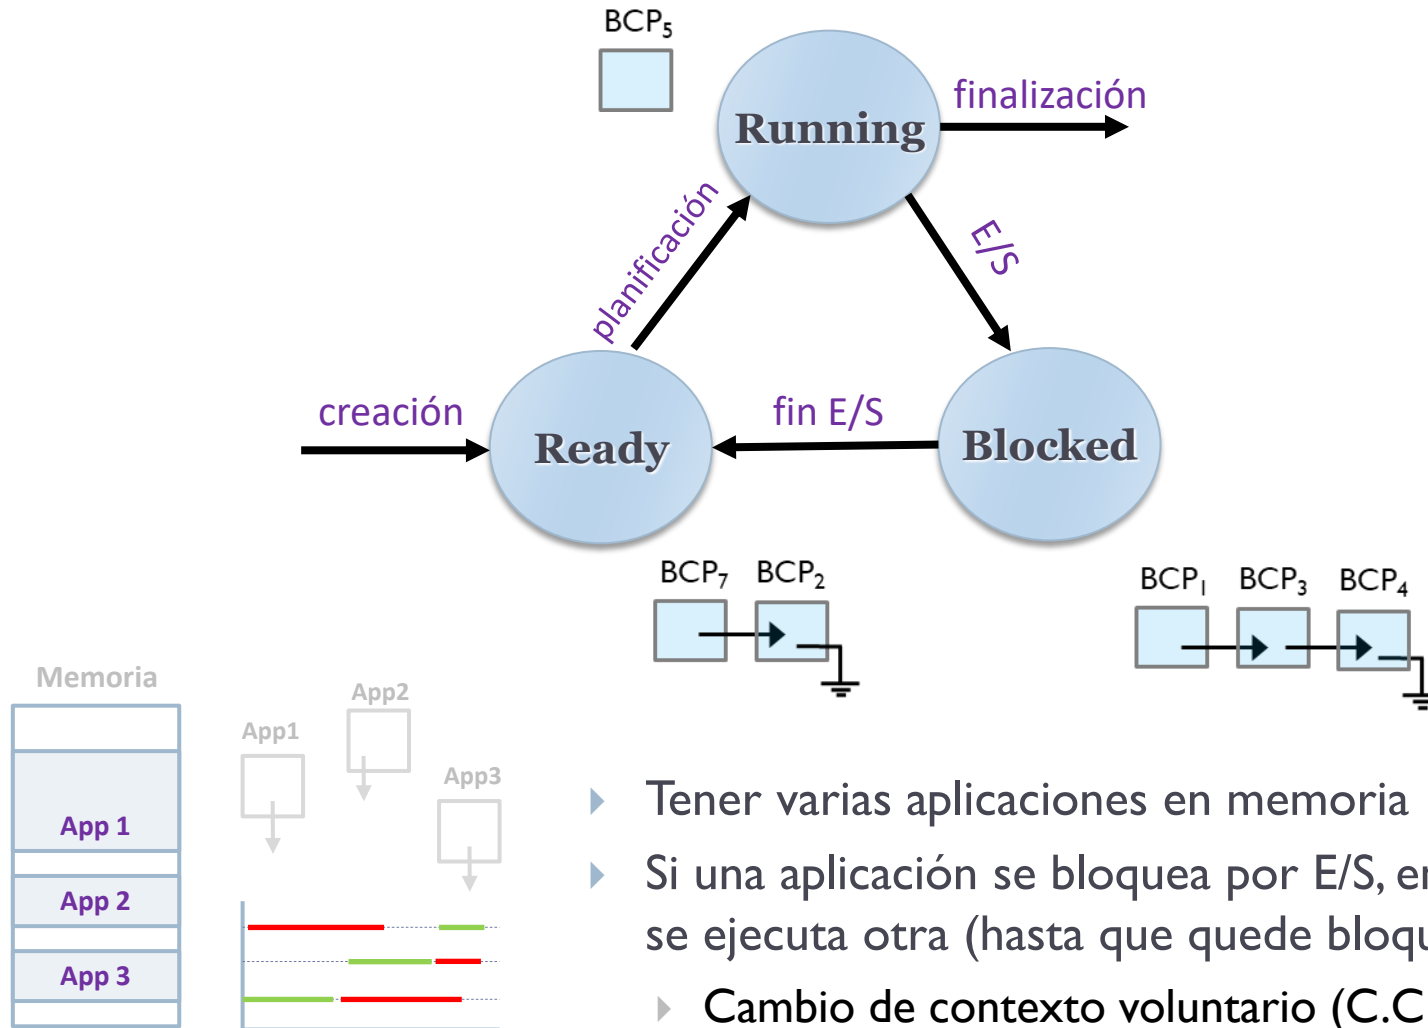 BCP5
Running
finalización
planificación
E/S
creación
Ready
fin E/S
Blocked
BCP7 BCP2
BCP1 BCP3 BCP4
Memoria
App 1
App 2
App 3
App1
App2
App3
Tener varias aplicaciones en memoria
Si una aplicación se bloquea por E/S,
se ejecuta otra (hasta que quede
Cambio de contexto voluntario (C.C